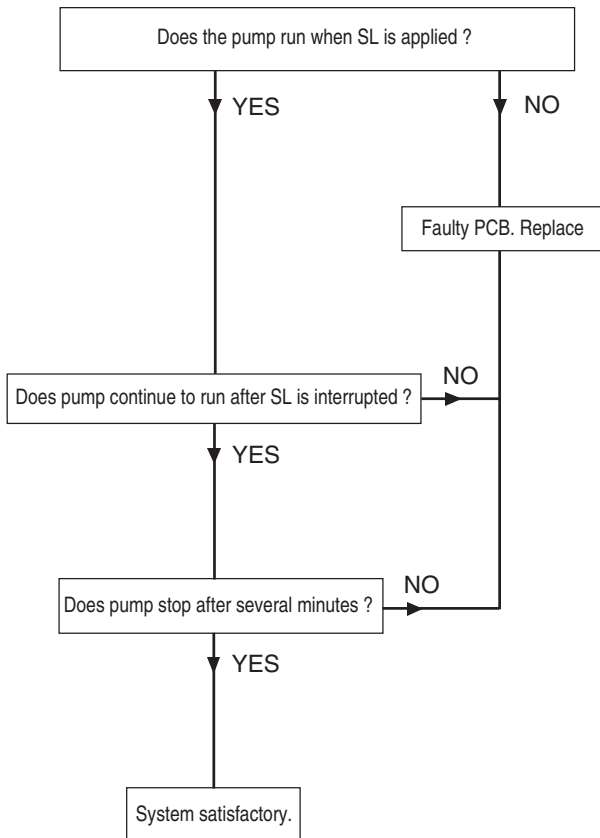 Does the pump run when SL is applied ?
YES
NO
Faulty PCB. Replace
Does pump continue to run after SL is interrupted ?
NO
YES
Does pump stop after several minutes ?
NO
YES
System satisfactory.